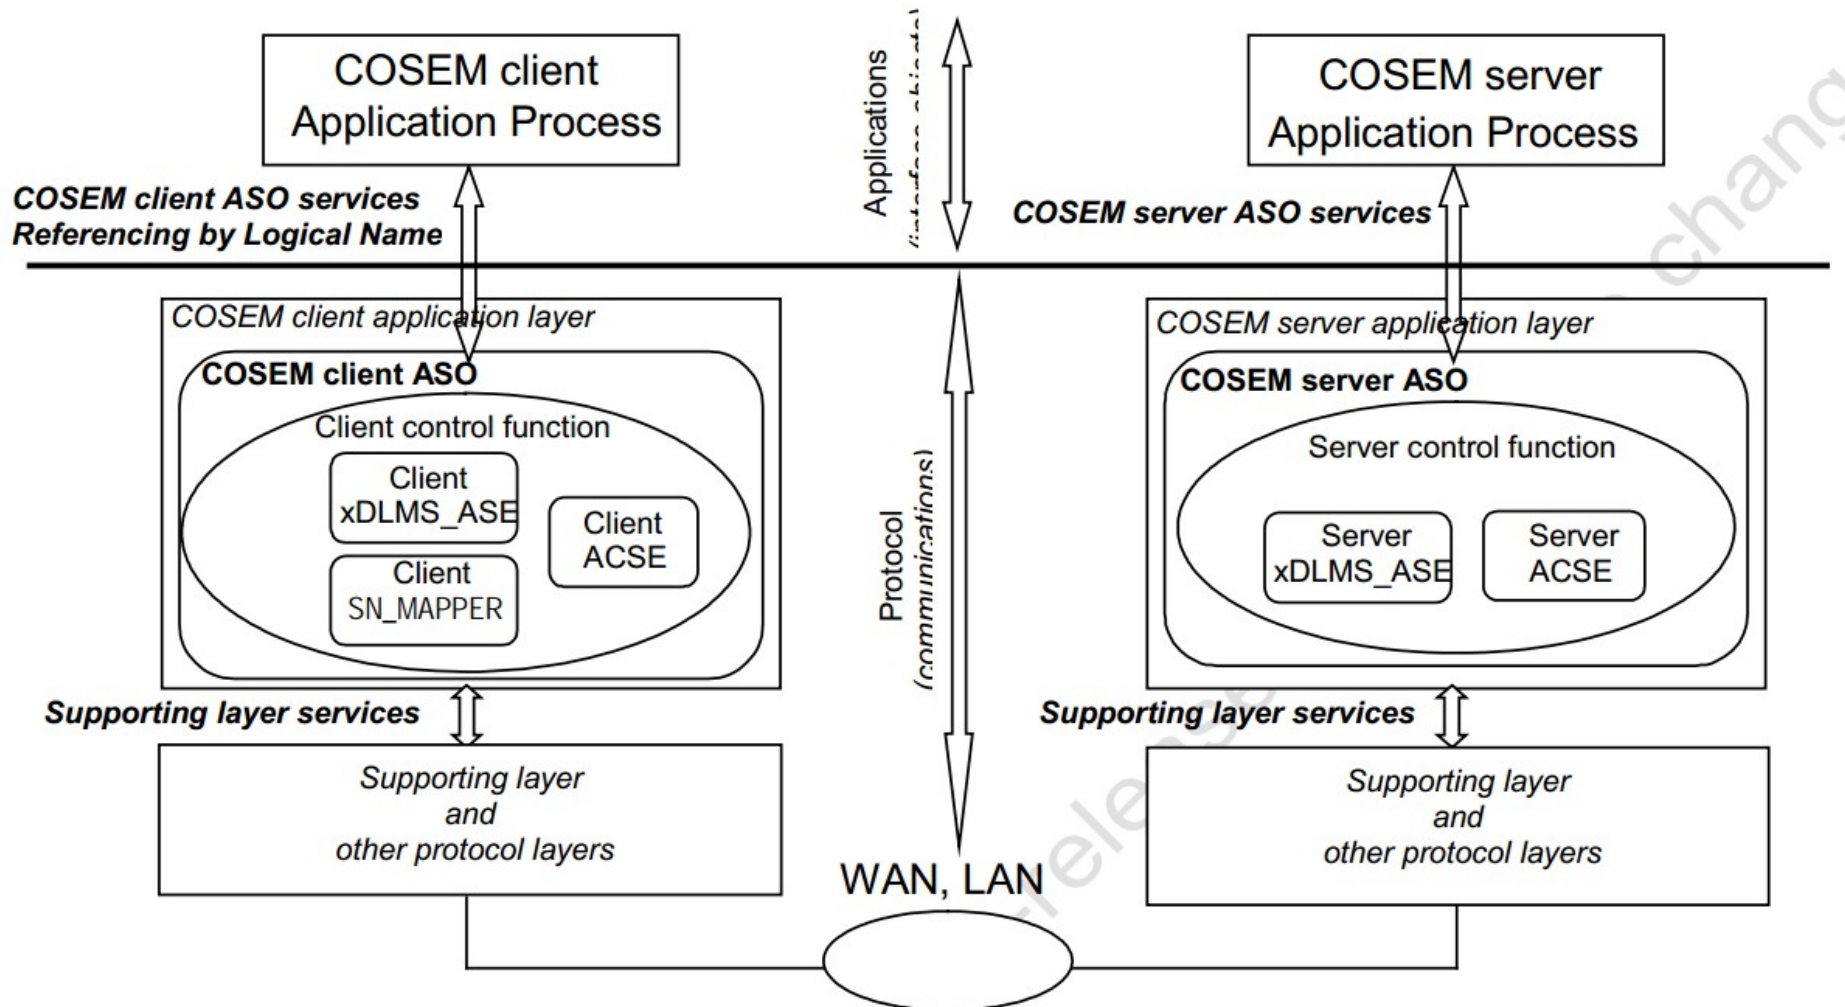 COSEM client
Application Process
Applications
COSEM server
Application Process
COSEM client ASO services
Referencing by Logical Name
COSEM server ASO services
COSEM client application layer
COSEM client ASO
Client control function
Client
xDLMS_ASE
Client
ACSE
Client
SN_MAPPER
Protocol
(communications)
COSEM server application layer
COSEM server ASO
Server control function
Server
xDLMS_ASE
Server
ACSE
Supporting layer services
Supporting layer services
Supporting layer
and
other protocol layers
Supporting layer
and
other protocol layers
WAN, LAN